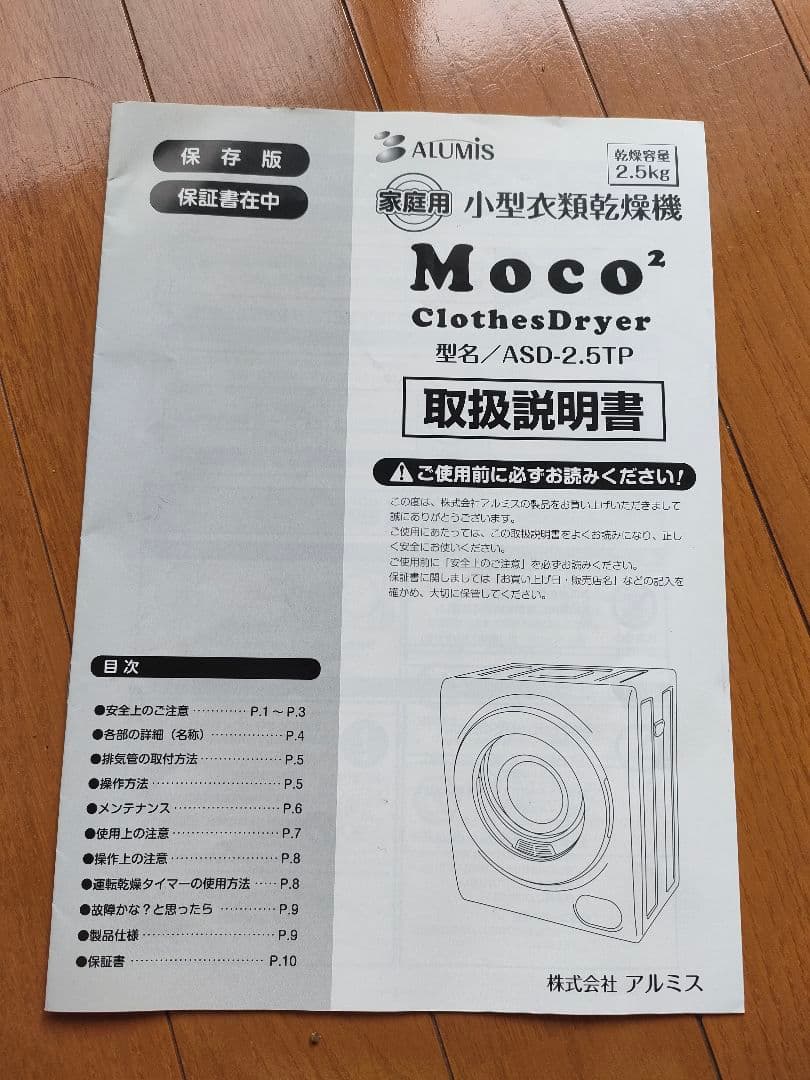 保存版
保証書在中
ALUMIS
乾燥容量
2.5kg
家庭用 小型衣類乾燥機
Moco²
ClothesDryer
型名／ASD-2.5TP
取扱説明書
ご使用前に必ずお読みください！
この度は、株式会社アルミスの製品をお買い上げいただきまして
誠にありがとうございます。
ご使用にあたっては、この取扱説明書をよくお読みになり、正し
く安全にお使いください。
ご使用前に「安全上のご注意」を必ずお読みください。
保証書に関しましては「お買い上げ日・販売店名」などの記入を
確かめ、大切に保管してください。
目次
●安全上のご注意 ………… P.1～P.3
●各部の詳細（名称）……………… P.4
●排気管の取付方法 ……………… P.5
●操作方法 ……………………… P.5
●メンテナンス …………………… P.6
●使用上の注意 …………………… P.7
●操作上の注意 …………………… P.8
●運転乾燥タイマーの使用方法 …… P.8
●故障かな？と思ったら ………… P.9
●製品仕様 ……………………… P.9
●保証書 ……………………… P.10
株式会社 アルミス